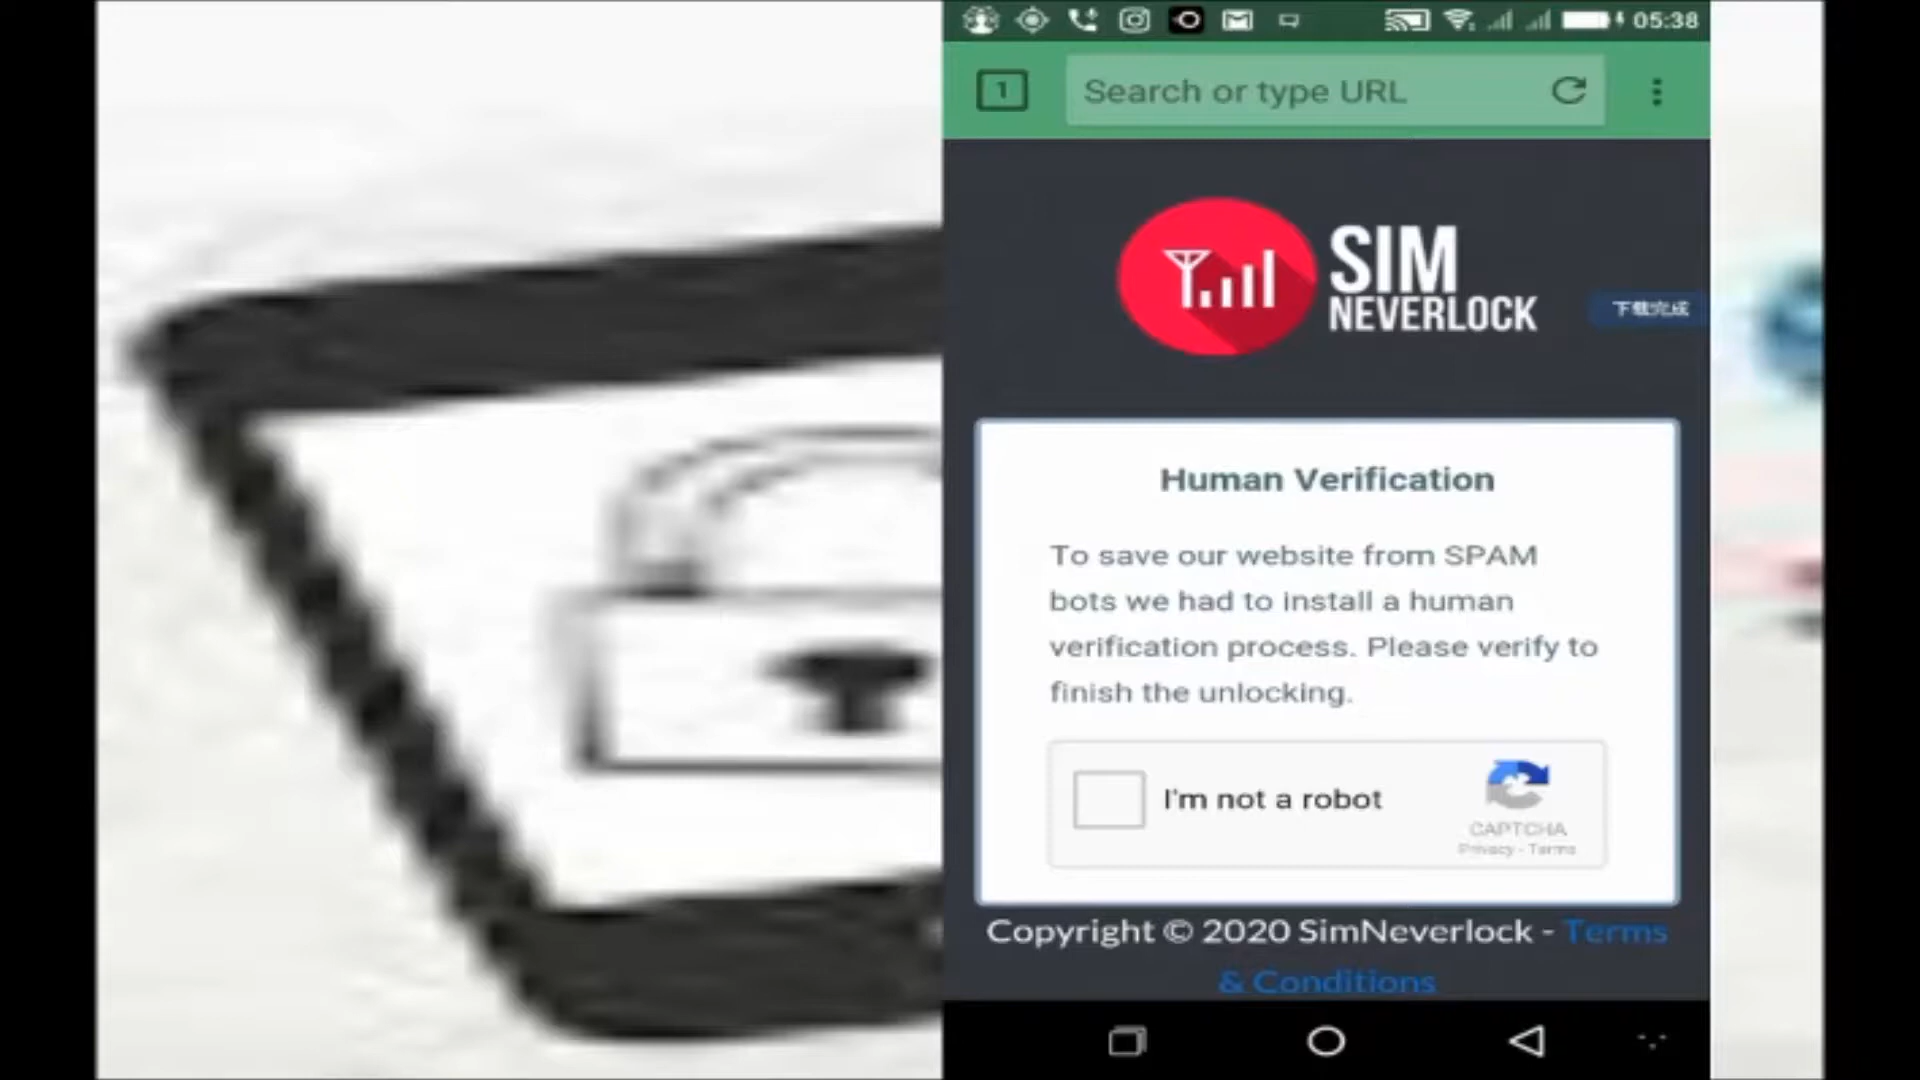 05:38
1
Search or type URL
SIM
NEVERLOCK
下载完成
Human Verification
To save our website from SPAM
bots we had to install a human
verification process. Please verify to
finish the unlocking.
I'm not a robot
CAPTCHA
Privacy - Terms
Copyright © 2020 SimNeverlock - Terms
& Conditions